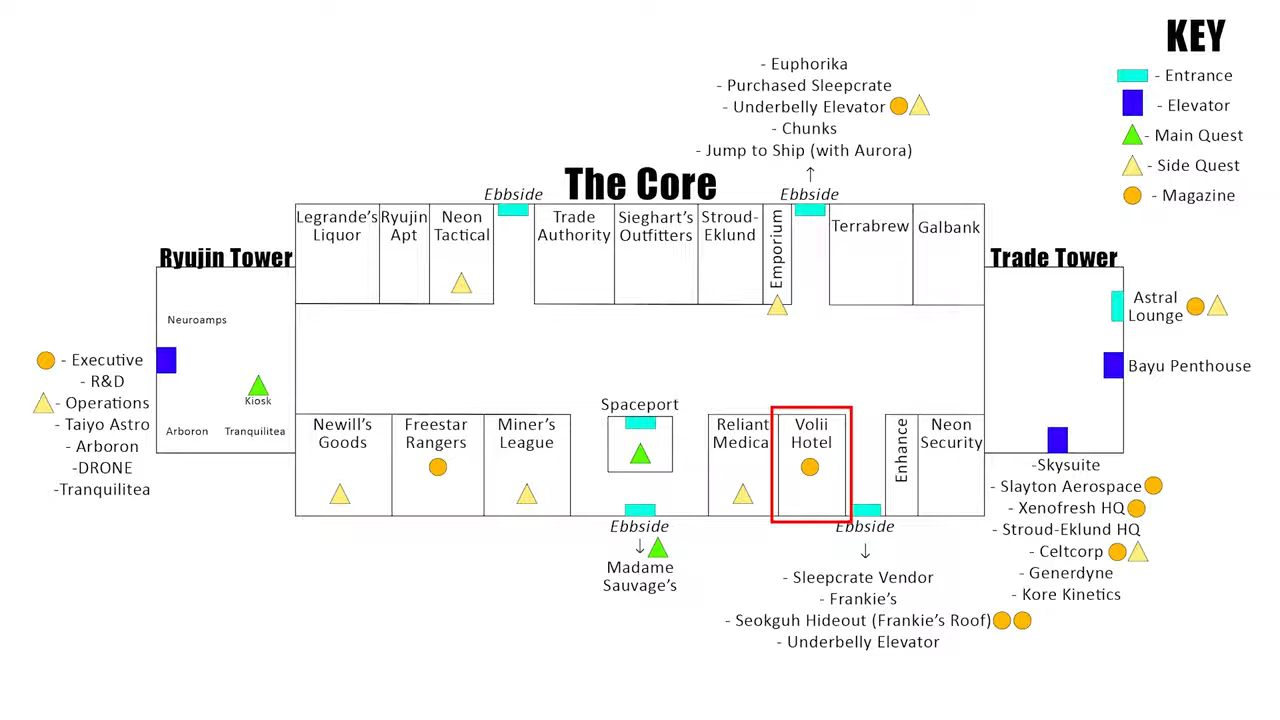 KEY
- Entrance
- Elevator
- Main Quest
- Side Quest
- Magazine
- Euphorika
- Purchased Sleepcrate
- Underbelly Elevator
- Chunks
- Jump to Ship (with Aurora)
↑
The Core
Ebbside
Ebbside
Legrande's
Liquor
Ryujin
Apt
Neon
Tactical
Trade
Authority
Sieghart's
Outfitters
Stroud-
Eklund
Emporium
Terrabrew
Galbank
Ryujin Tower
Neuroamps
Kiosk
Arboron
Tranquilitea
- Executive
- R&D
- Operations
- Taiyo Astro
- Arboron
-DRONE
-Tranquilitea
Trade Tower
Astral
Lounge
Bayu Penthouse
Spaceport
Newill's
Goods
Freestar
Rangers
Miner's
League
Reliant
Medica
Volii
Hotel
Enhance
Neon
Security
Ebbside
↓
Madame
Sauvage's
Ebbside
↓
- Sleepcrate Vendor
- Frankie's
- Seokguh Hideout (Frankie's Roof)
- Underbelly Elevator
-Skysuite
- Slayton Aerospace
- Xenofresh HQ
- Stroud-Eklund HQ
- Celtcorp
- Generdyne
- Kore Kinetics